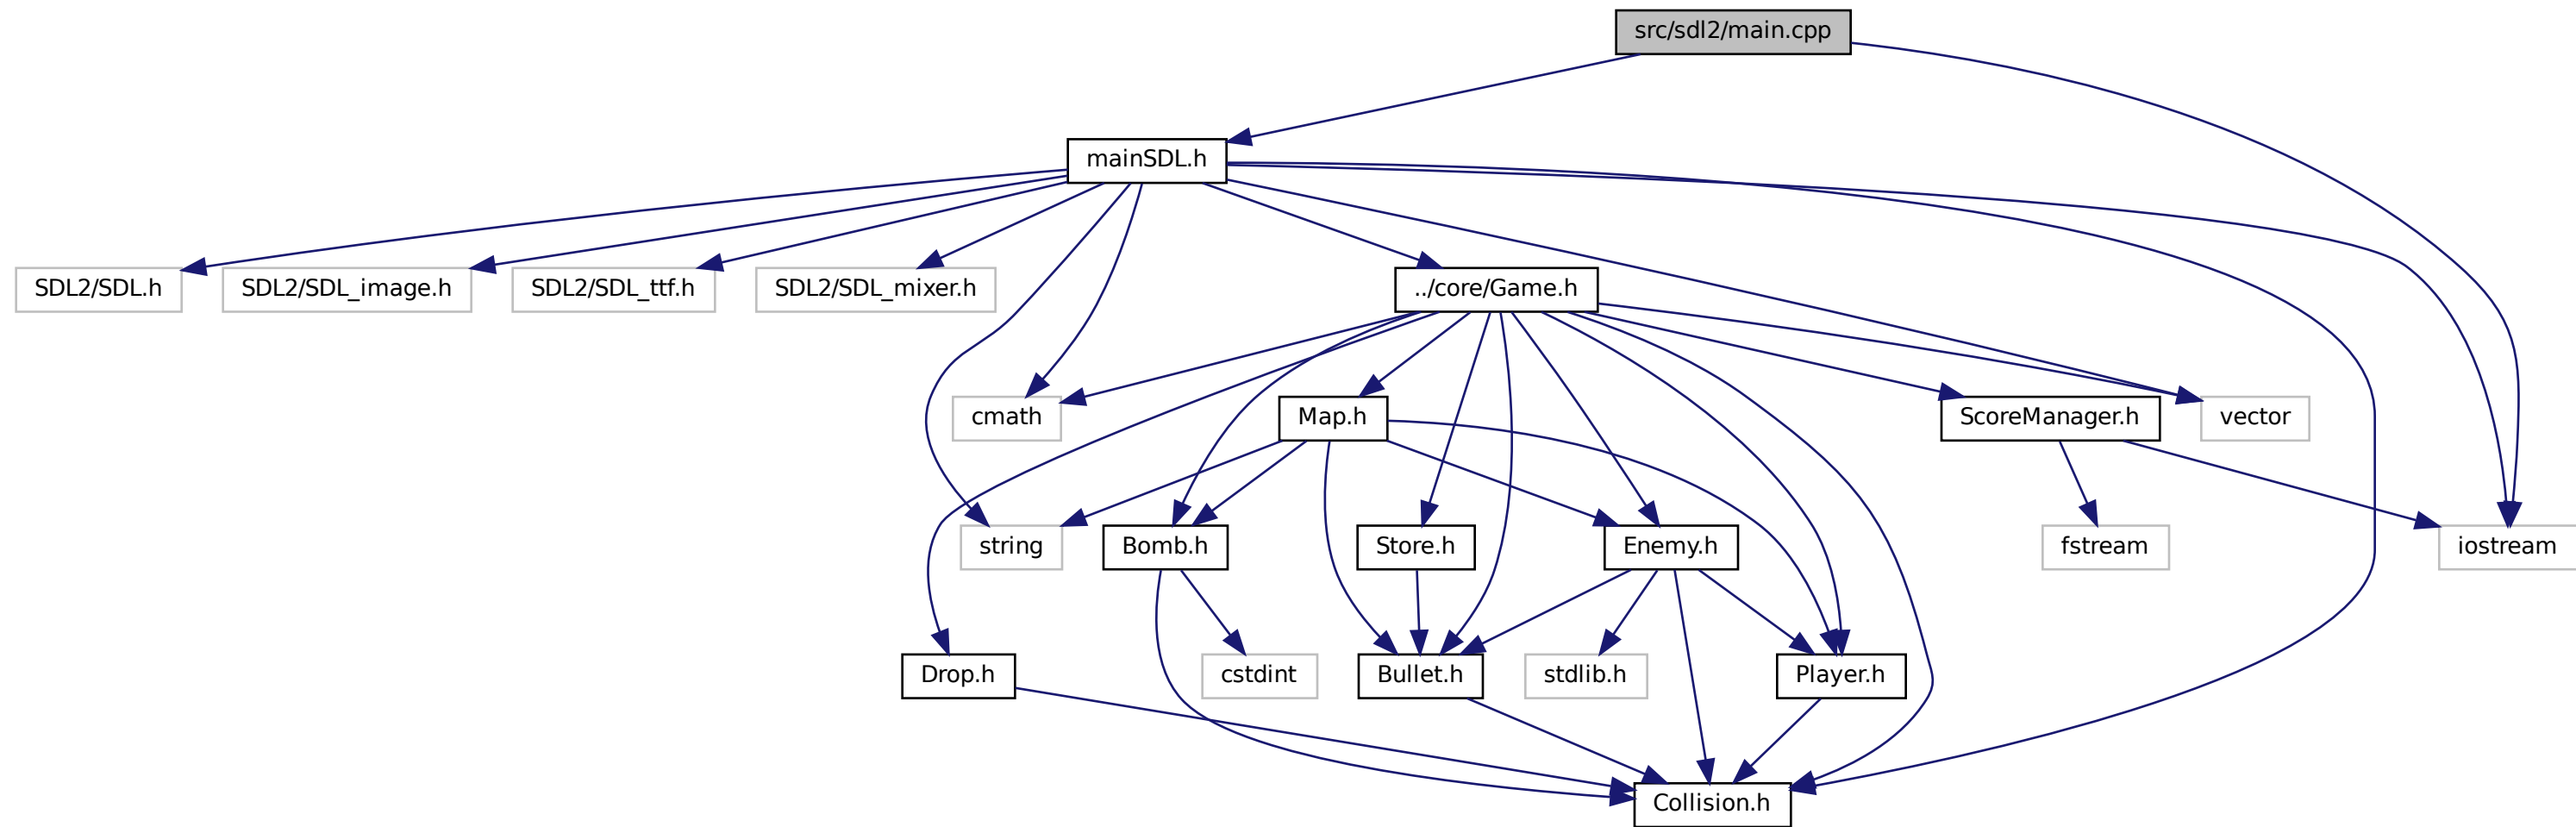 src/sdl2/main.cpp
mainSDL.h
SDL2/SDL.h
SDL2/SDL_image.h
SDL2/SDL_ttf.h
SDL2/SDL_mixer.h
../core/Game.h
cmath
Map.h
ScoreManager.h
vector
string
Bomb.h
Store.h
Enemy.h
fstream
iostream
Drop.h
cstdint
Bullet.h
stdlib.h
Player.h
Collision.h